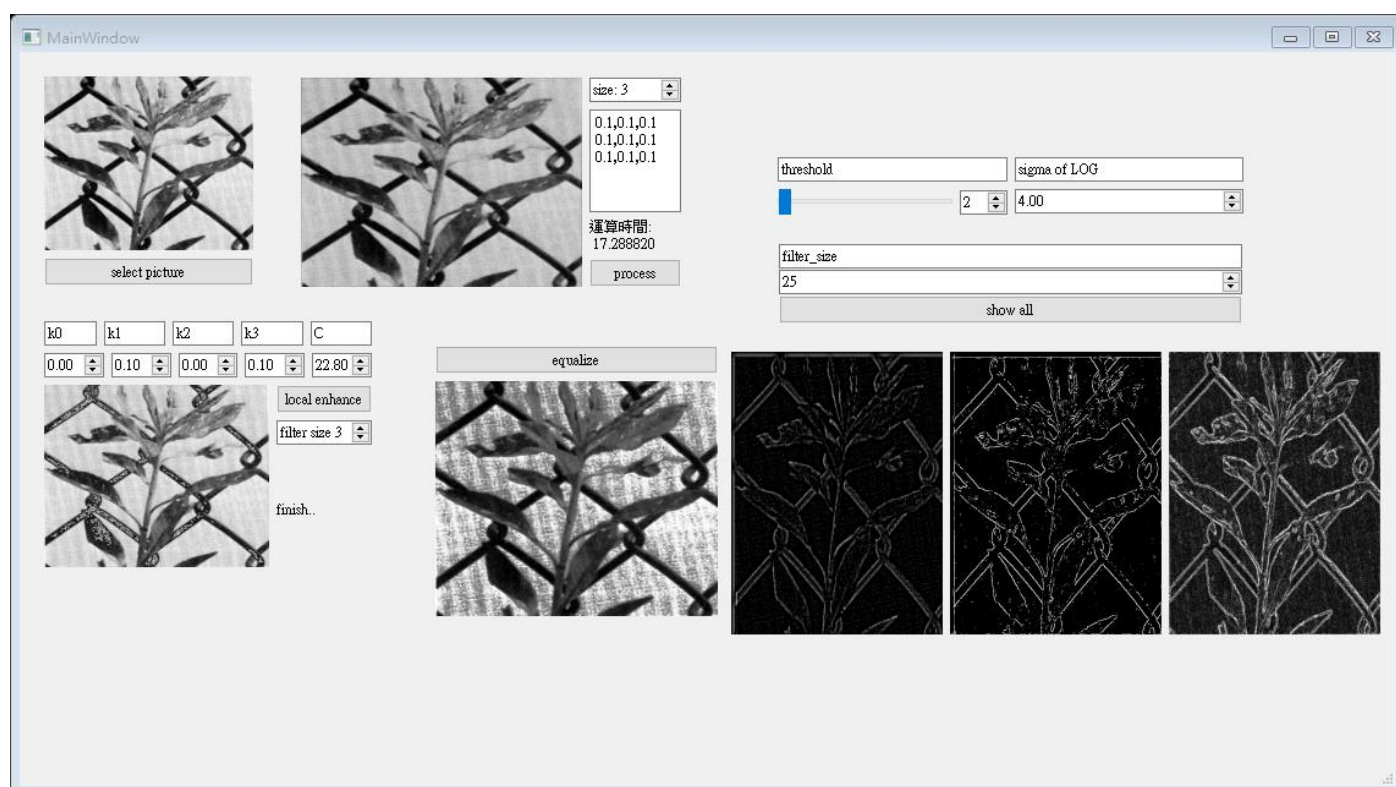 MainWindow
size: 3
0.1,0.1,0.1
0.1,0.1,0.1
0.1,0.1,0.1
運算時間:
17.288820
select picture
process
threshold
sigma of LOG
2
4.00
filter_size
25
show all
k0
k1
k2
k3
C
0.00
0.10
0.00
0.10
22.80
local enhance
filter size 3
finish..
equalize